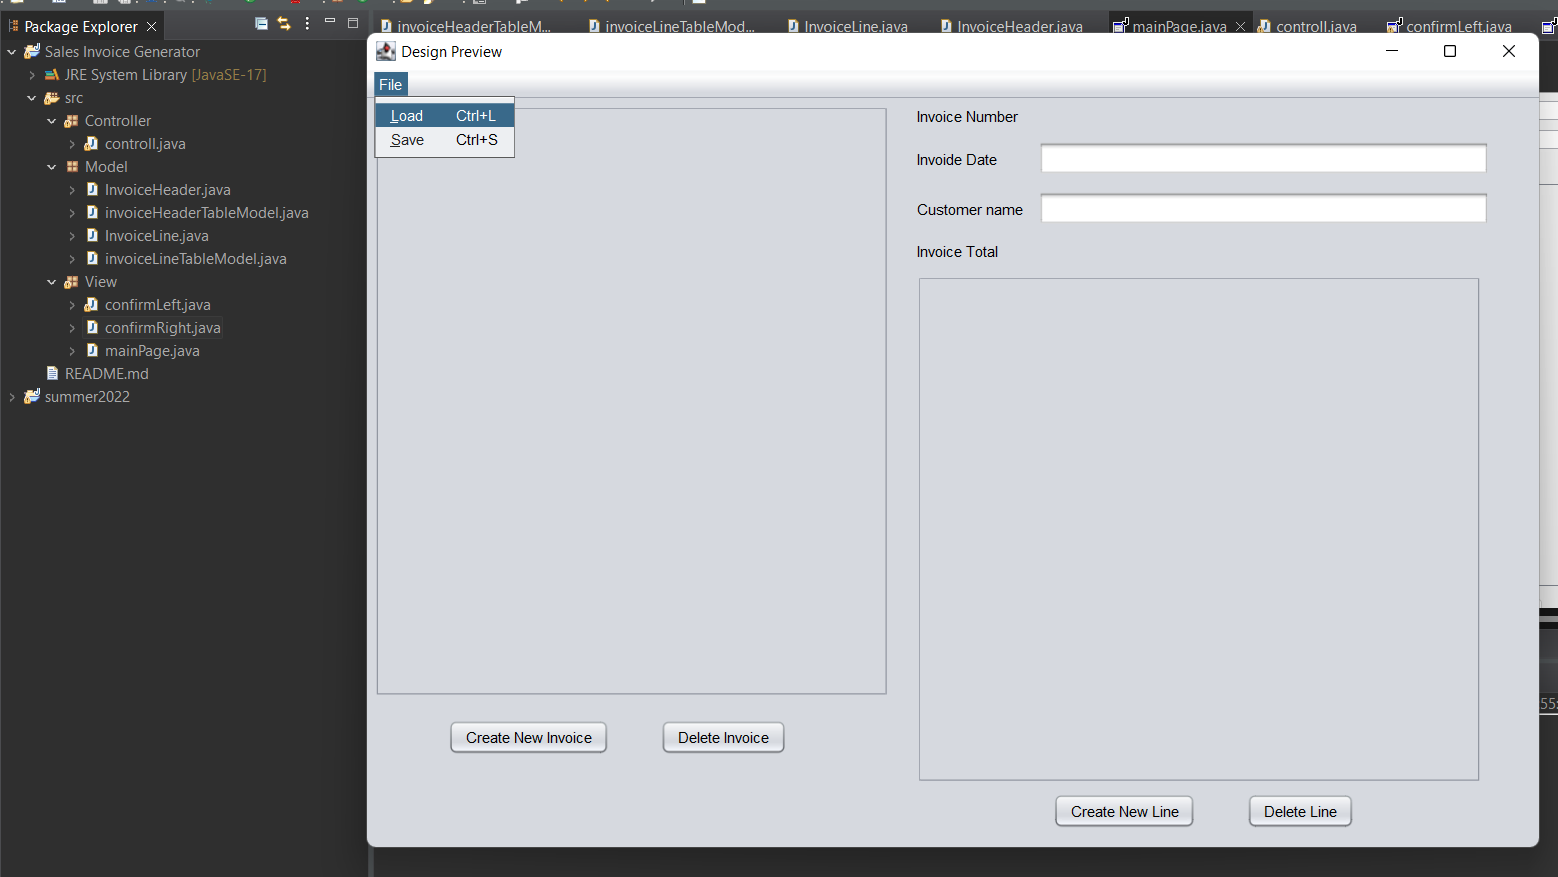 Package Explorer
invoiceHeaderTableM...
invoiceLineTableMod...
InvoiceLine.java
InvoiceHeader.java
mainPage.java
controll.java
confirmLeft.java
Sales Invoice Generator
JRE System Library [JavaSE-17]
src
Controller
controll.java
Model
InvoiceHeader.java
invoiceHeaderTableModel.java
InvoiceLine.java
invoiceLineTableModel.java
View
confirmLeft.java
confirmRight.java
mainPage.java
README.md
summer2022
Design Preview
File
Load Ctrl+L
Save Ctrl+S
Invoice Number
Invoide Date
Customer name
Invoice Total
Create New Invoice
Delete Invoice
Create New Line
Delete Line